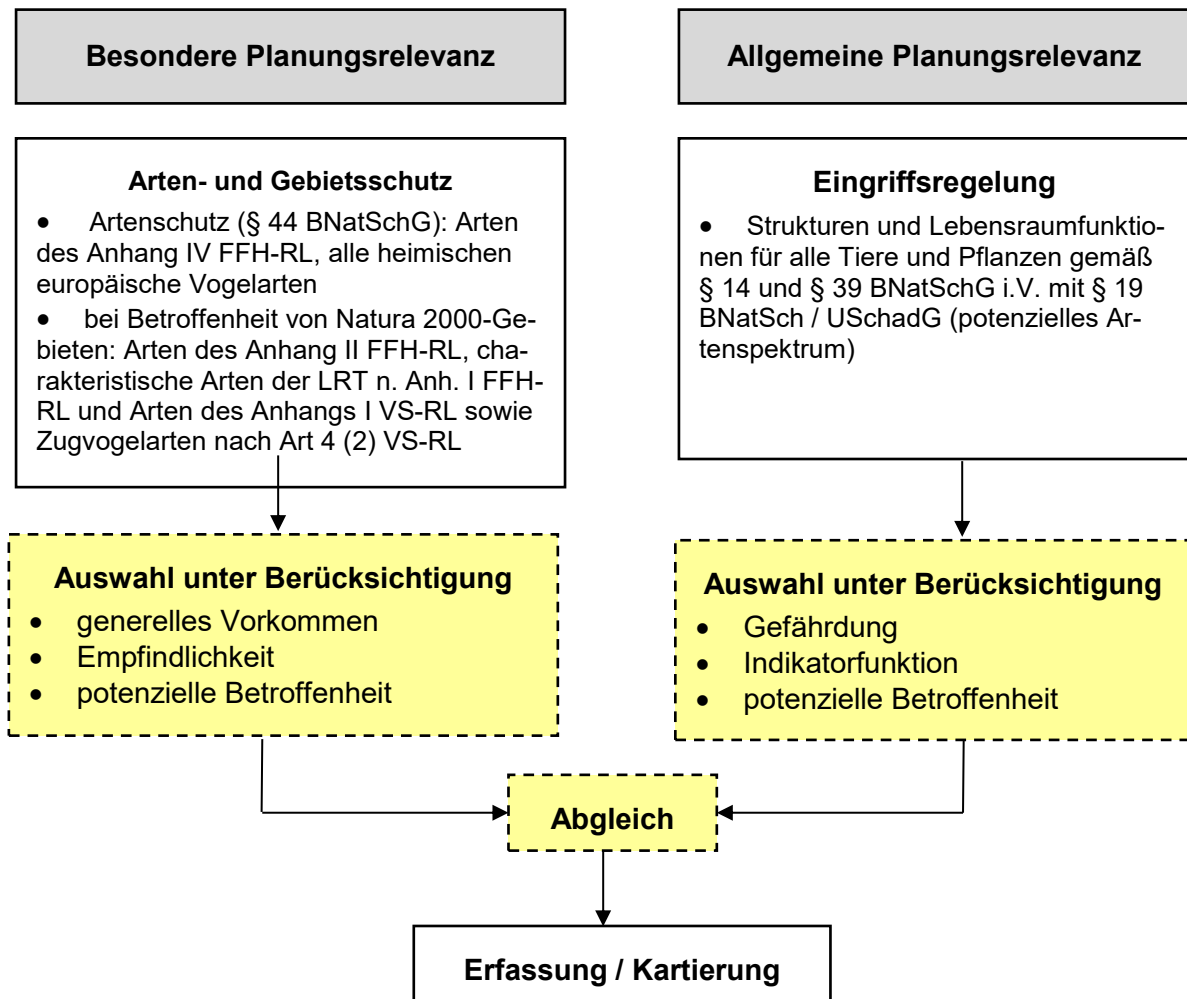 Besondere Planungsrelevanz
Allgemeine Planungsrelevanz
Arten- und Gebietsschutz
• Artenschutz (§ 44 BNatSchG): Arten
des Anhang IV FFH-RL, alle heimischen
europäische Vogelarten
• bei Betroffenheit von Natura 2000-Ge-
bieten: Arten des Anhang II FFH-RL, cha-
rakteristische Arten der LRT n. Anh. I FFH-
RL und Arten des Anhangs I VS-RL sowie
Zugvogelarten nach Art 4 (2) VS-RL
Eingriffsregelung
• Strukturen und Lebensraumfunktio-
nen für alle Tiere und Pflanzen gemäß
§ 14 und § 39 BNatSchG i.V. mit § 19
BNatSch / USchadG (potenzielles Ar-
tenspektrum)
Auswahl unter Berücksichtigung
• generelles Vorkommen
• Empfindlichkeit
• potenzielle Betroffenheit
Auswahl unter Berücksichtigung
• Gefährdung
• Indikatorfunktion
• potenzielle Betroffenheit
Abgleich
Erfassung / Kartierung